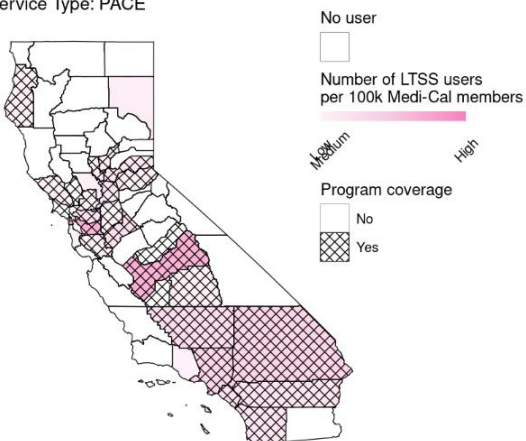 ervice Type: PACE
No user
Number of LTSS users
per 100k Medi-Cal members
Low
Medium
High
Program coverage
No
Yes